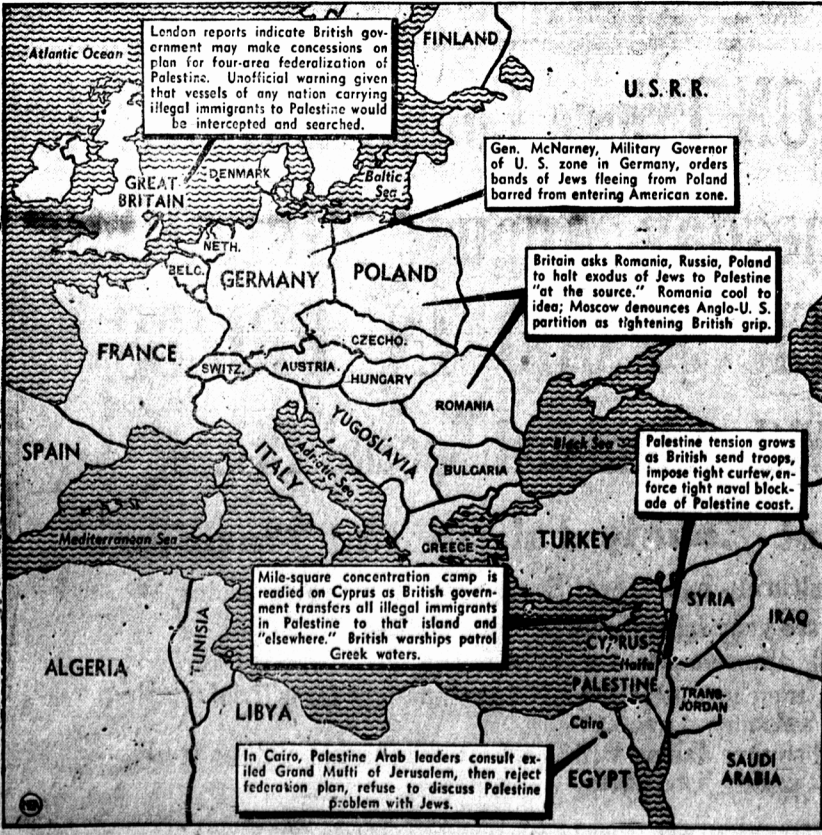 London reports indicate British gov-
ernment may make concessions on
plan for four-area federalization of
Palestine. Unofficial warning given
that vessels of any nation carrying
illegal immigrants to Palestine would
be intercepted and searched.
Atlantic Ocean
FINLAND
U.S.R.R.
Gen. McNarney, Military Governor
of U. S. zone in Germany, orders
bands of Jews fleeing from Poland
barred from entering American zone.
GREAT
BRITAIN
DENMARK
Baltic
Sea
NETH.
BELG.
GERMANY
POLAND
Britain asks Romania, Russia, Poland
to halt exodus of Jews to Palestine
"at the source." Romania cool to
idea; Moscow denounces Anglo-U. S.
partition as tightening British grip.
FRANCE
CZECHO.
SWITZ.
AUSTRIA.
HUNGARY
ROMANIA
SPAIN
ITALY
Adriatic Sea
YUGOSLAVIA
BULGARIA
Black Sea
Palestine tension grows
as British send troops,
impose tight curfew, en-
force tight naval block-
ade of Palestine coast.
Mediterranean Sea
GREECE
TURKEY
Mile-square concentration camp is
readied on Cyprus as British govern-
ment transfers all illegal immigrants
in Palestine to that island and
"elsewhere." British warships patrol
Greek waters.
SYRIA
IRAQ
CYPRUS
Haifa
PALESTINE
TRANS-
JORDAN
ALGERIA
TUNISIA
LIBYA
Cairo
EGYPT
SAUDI
ARABIA
In Cairo, Palestine Arab leaders consult ex-
iled Grand Mufti of Jerusalem, then reject
federation plan, refuse to discuss Palestine
problem with Jews.